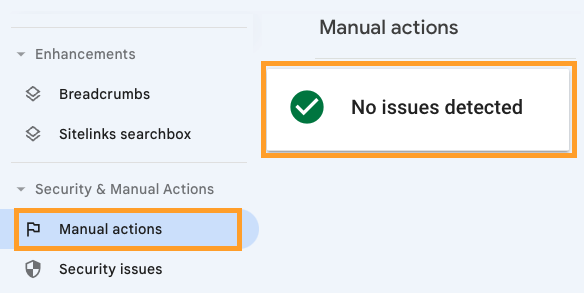 Enhancements
Breadcrumbs
Sitelinks searchbox
Security & Manual Actions
Manual actions
Security issues
Manual actions
No issues detected